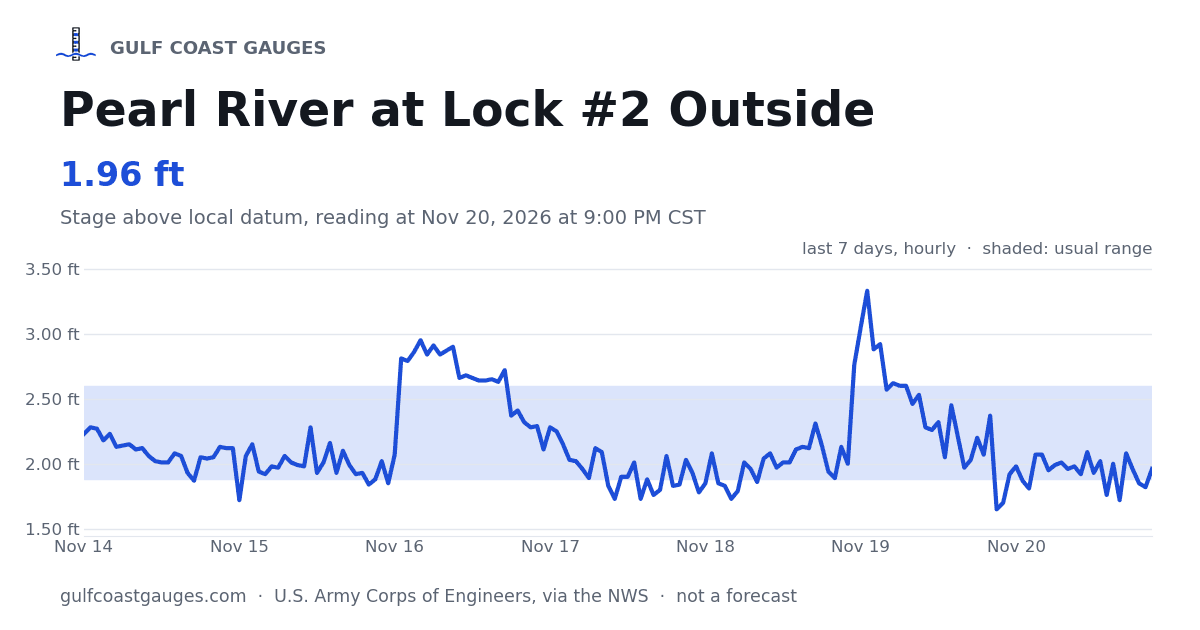 GULF COAST GAUGES
Pearl River at Lock #2 Outside
1.96 ft
Stage above local datum, reading at Nov 20, 2026 at 9:00 PM CST
last 7 days, hourly · shaded: usual range
3.50 ft
3.00 ft
2.50 ft
2.00 ft
1.50 ft
Nov 14 Nov 15 Nov 16 Nov 17 Nov 18 Nov 19 Nov 20
gulfcoastgauges.com · U.S. Army Corps of Engineers, via the NWS · not a forecast